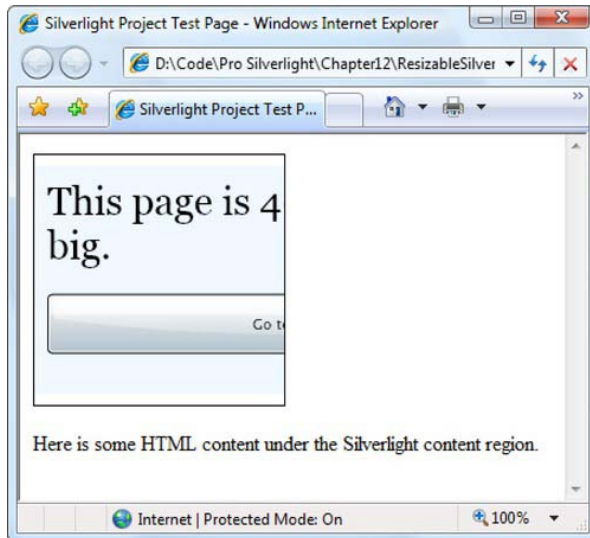 Silverlight Project Test Page - Windows Internet Explorer
D:\Code\Pro Silverlight\Chapter12\ResizableSilver
Silverlight Project Test P...
This page is 4
big.
Go to
Here is some HTML content under the Silverlight content region.
Internet | Protected Mode: On
100%